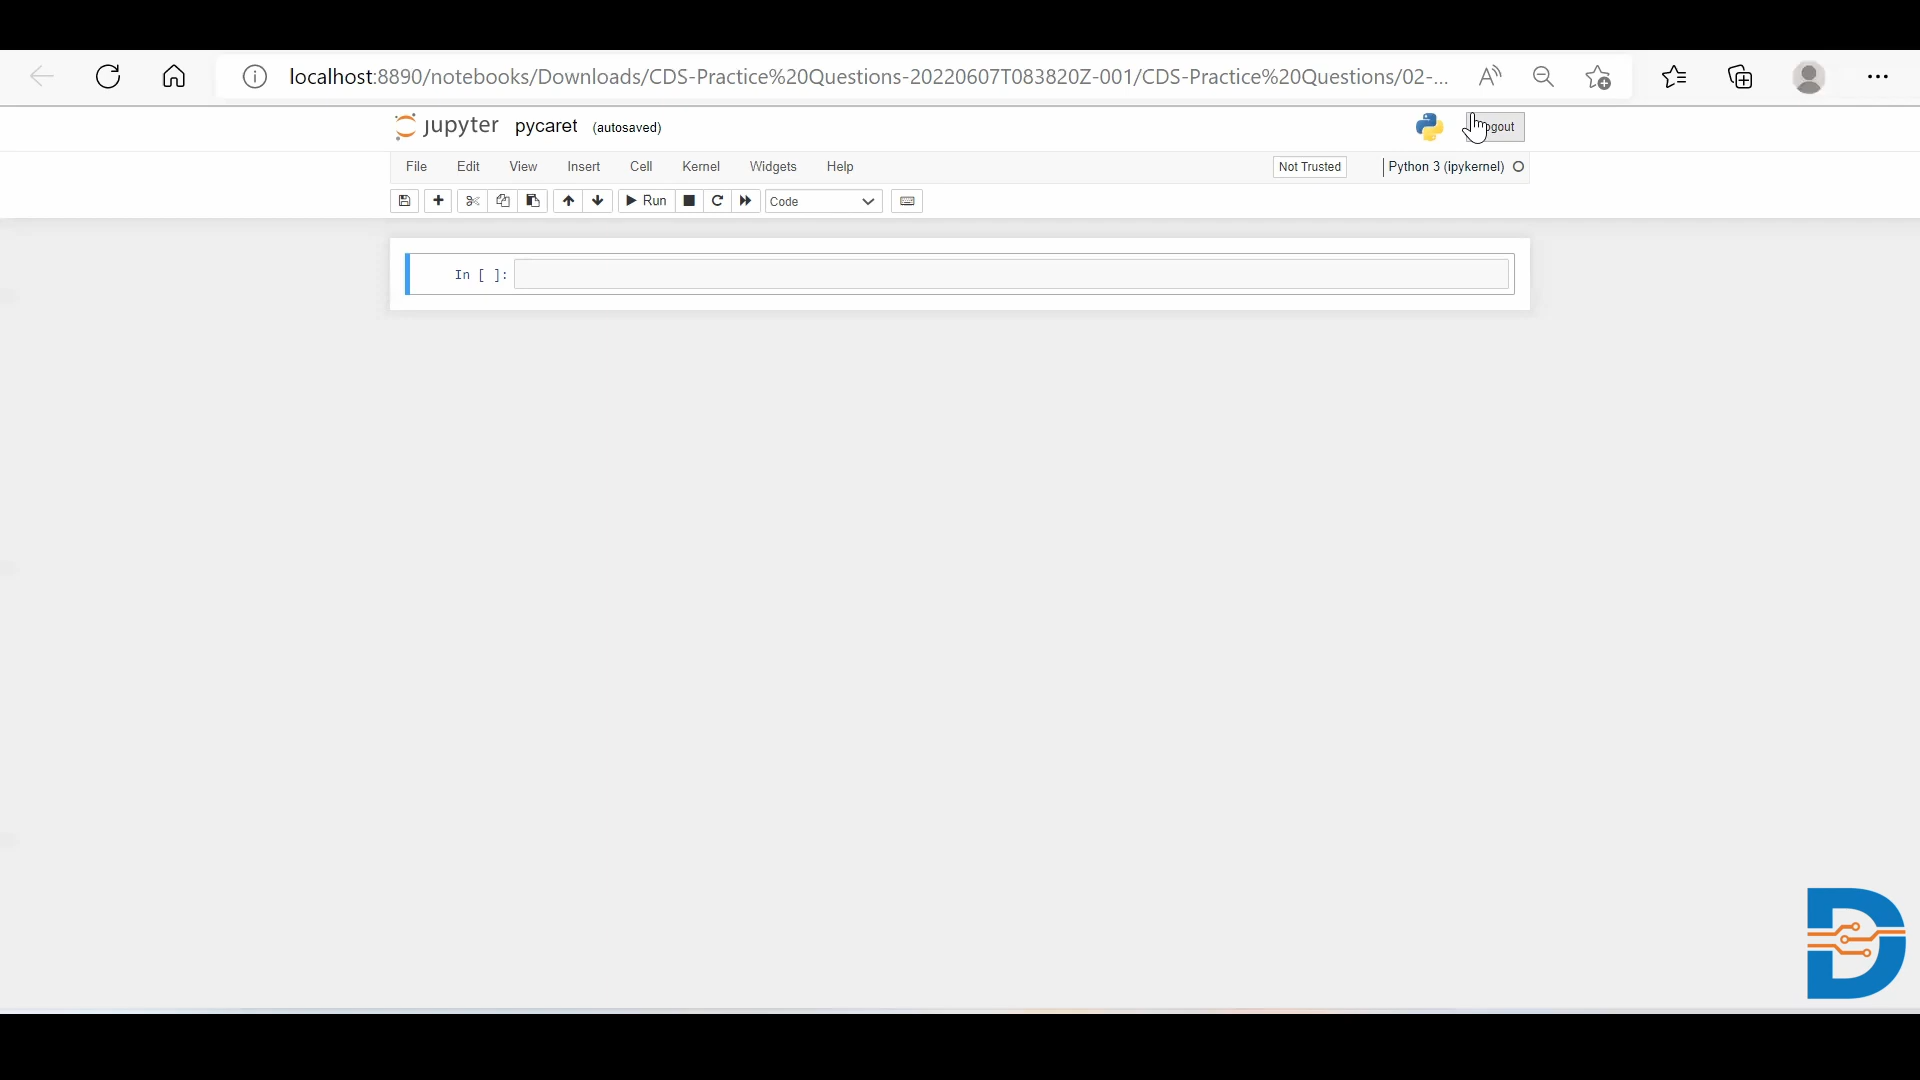 localhost:8890/notebooks/Downloads/CDS-Practice%20Questions-20220607T083820Z-001/CDS-Practice%20Questions/02-...
jupyter pycaret (autosaved)
File Edit View Insert Cell Kernel Widgets Help Not Trusted Python 3 (ipykernel)
Run Code
In [ ]: